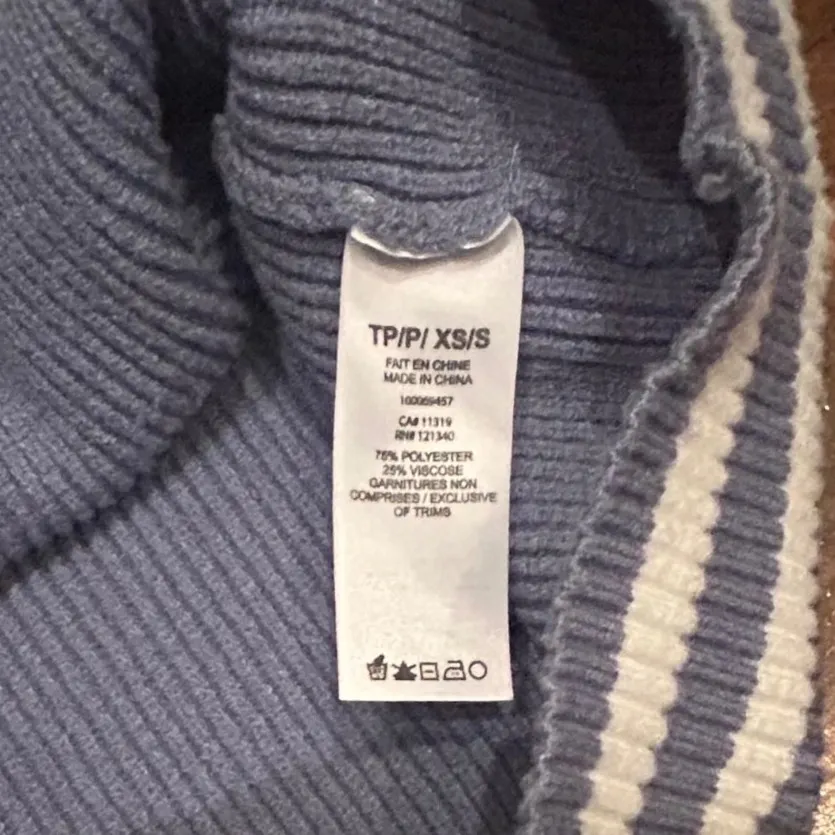 TP/P/ XS/S
FAIT EN CHINE
MADE IN CHINA
100069457
CA# 11319
RN# 121340
75% POLYESTER
25% VISCOSE
GARNITURES NON
COMPRISES / EXCLUSIVE
OF TRIMS